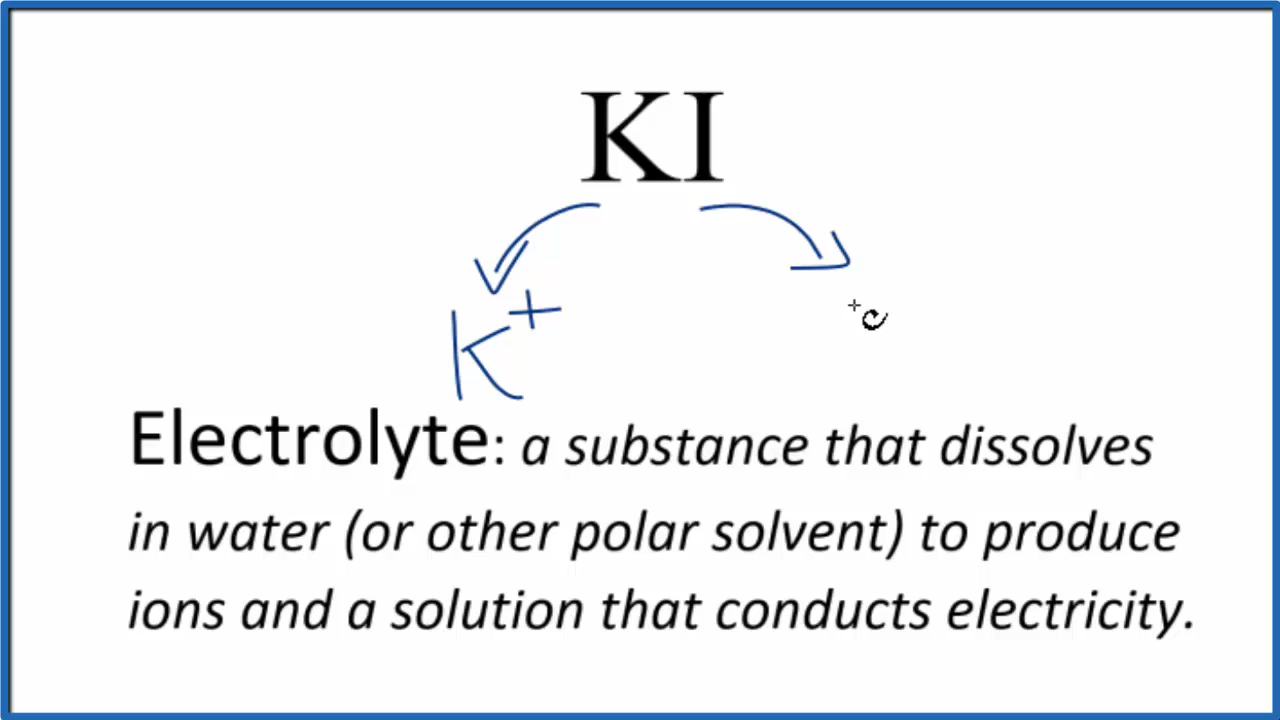 KI
K+
Electrolyte: a substance that dissolves
in water (or other polar solvent) to produce
ions and a solution that conducts electricity.